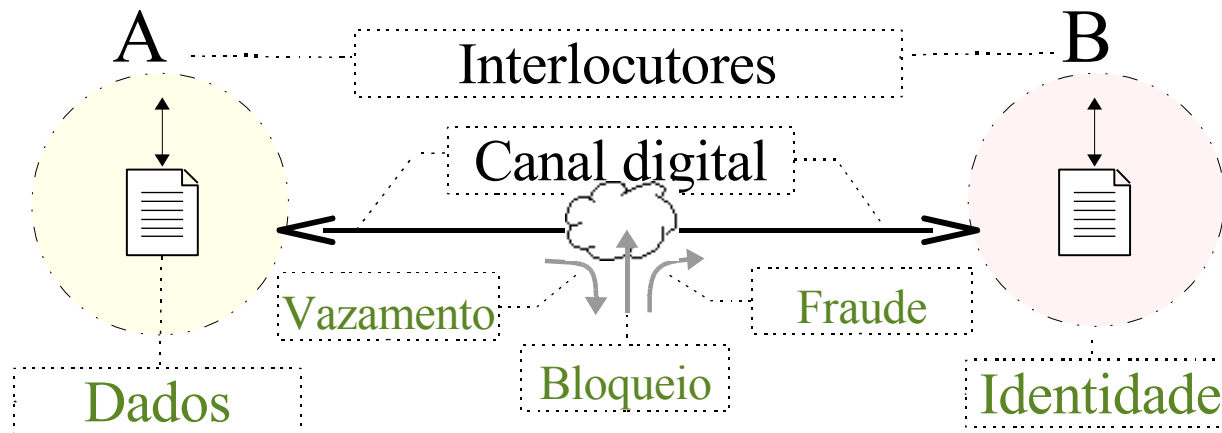 A
B
Interlocutores
Canal digital
Vazamento
Fraude
Bloqueio
Dados
Identidade